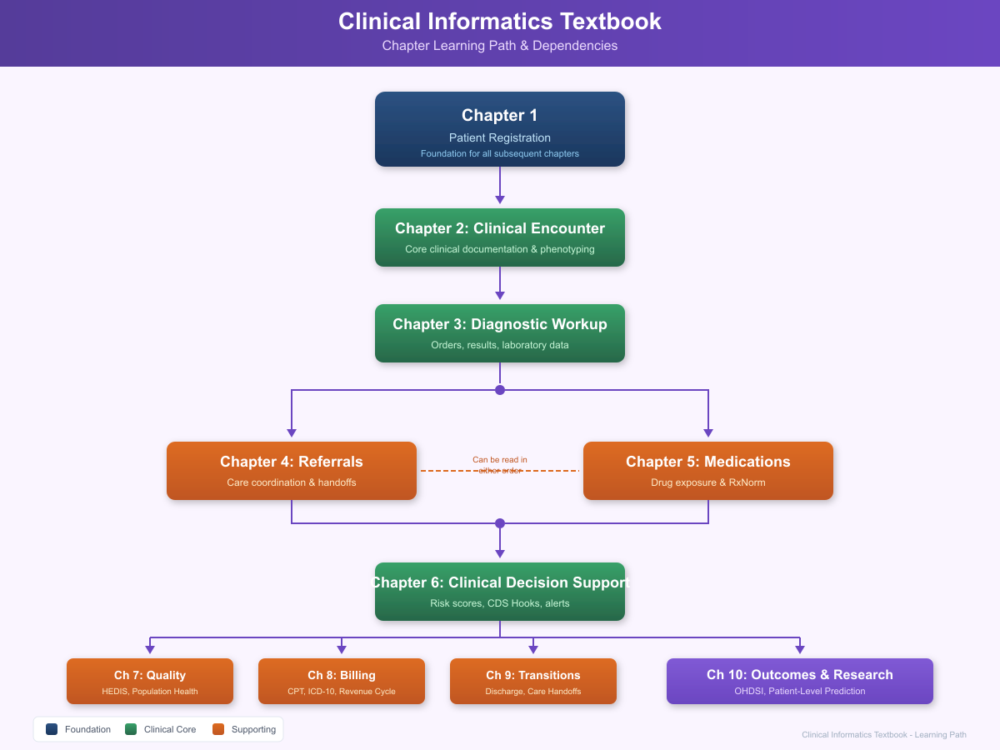 Clinical Informatics Textbook
Chapter Learning Path & Dependencies
Chapter 1
Patient Registration
Foundation for all subsequent chapters
Chapter 2: Clinical Encounter
Core clinical documentation & phenotyping
Chapter 3: Diagnostic Workup
Orders, results, laboratory data
Chapter 4: Referrals
Care coordination & handoffs
Can be read in
either order
Chapter 5: Medications
Drug exposure & RxNorm
Chapter 6: Clinical Decision Support
Risk scores, CDS Hooks, alerts
Ch 7: Quality
HEDIS, Population Health
Ch 8: Billing
CPT, ICD-10, Revenue Cycle
Ch 9: Transitions
Discharge, Care Handoffs
Ch 10: Outcomes & Research
OHDSI, Patient-Level Prediction
Foundation
Clinical Core
Supporting
Clinical Informatics Textbook - Learning Path